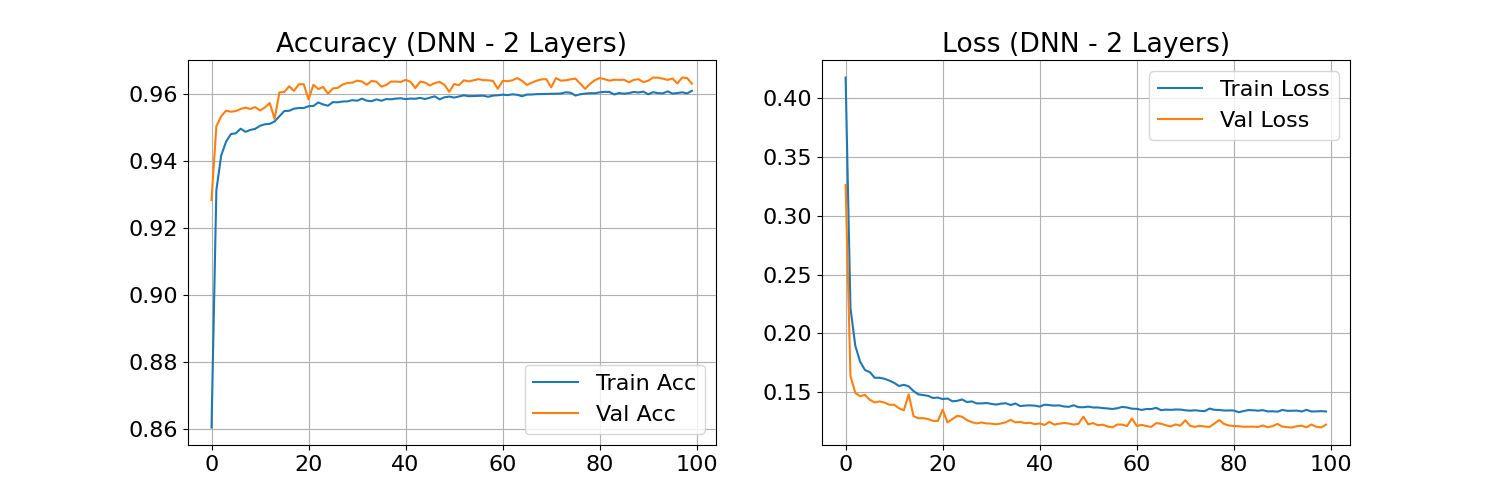 Accuracy (DNN - 2 Layers)
0.96
0.94
0.92
0.90
0.88
0.86
0 20 40 60 80 100
Train Acc
Val Acc
Loss (DNN - 2 Layers)
0.40
0.35
0.30
0.25
0.20
0.15
0 20 40 60 80 100
Train Loss
Val Loss